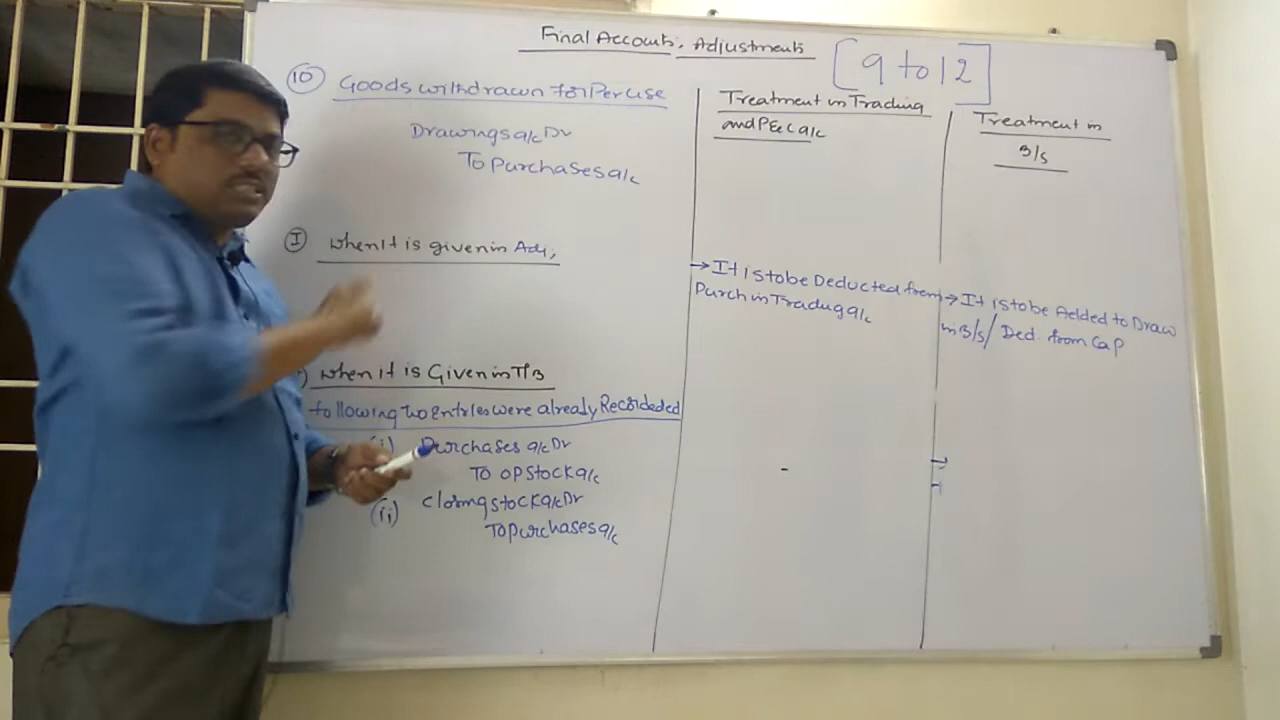 Final Accounts, Adjustments
[9 to 12]
10 Goods withdrawn for Per use
Drawings a/c Dr
To Purchases a/c
I When It is given in Adj;
When It is Given in T/B
following two entries were already Recordeded
(i) Purchases a/c Dr
To op stock a/c
(ii) closing stock a/c Dr
To purchases a/c
Treatment in Trading
and P&L a/c
→ It is to be Deducted from
Purch in Tradug a/c
-
Treatment in
B/S
→ It is to be Added to Draw
in B/S/ Ded. from Cap
→